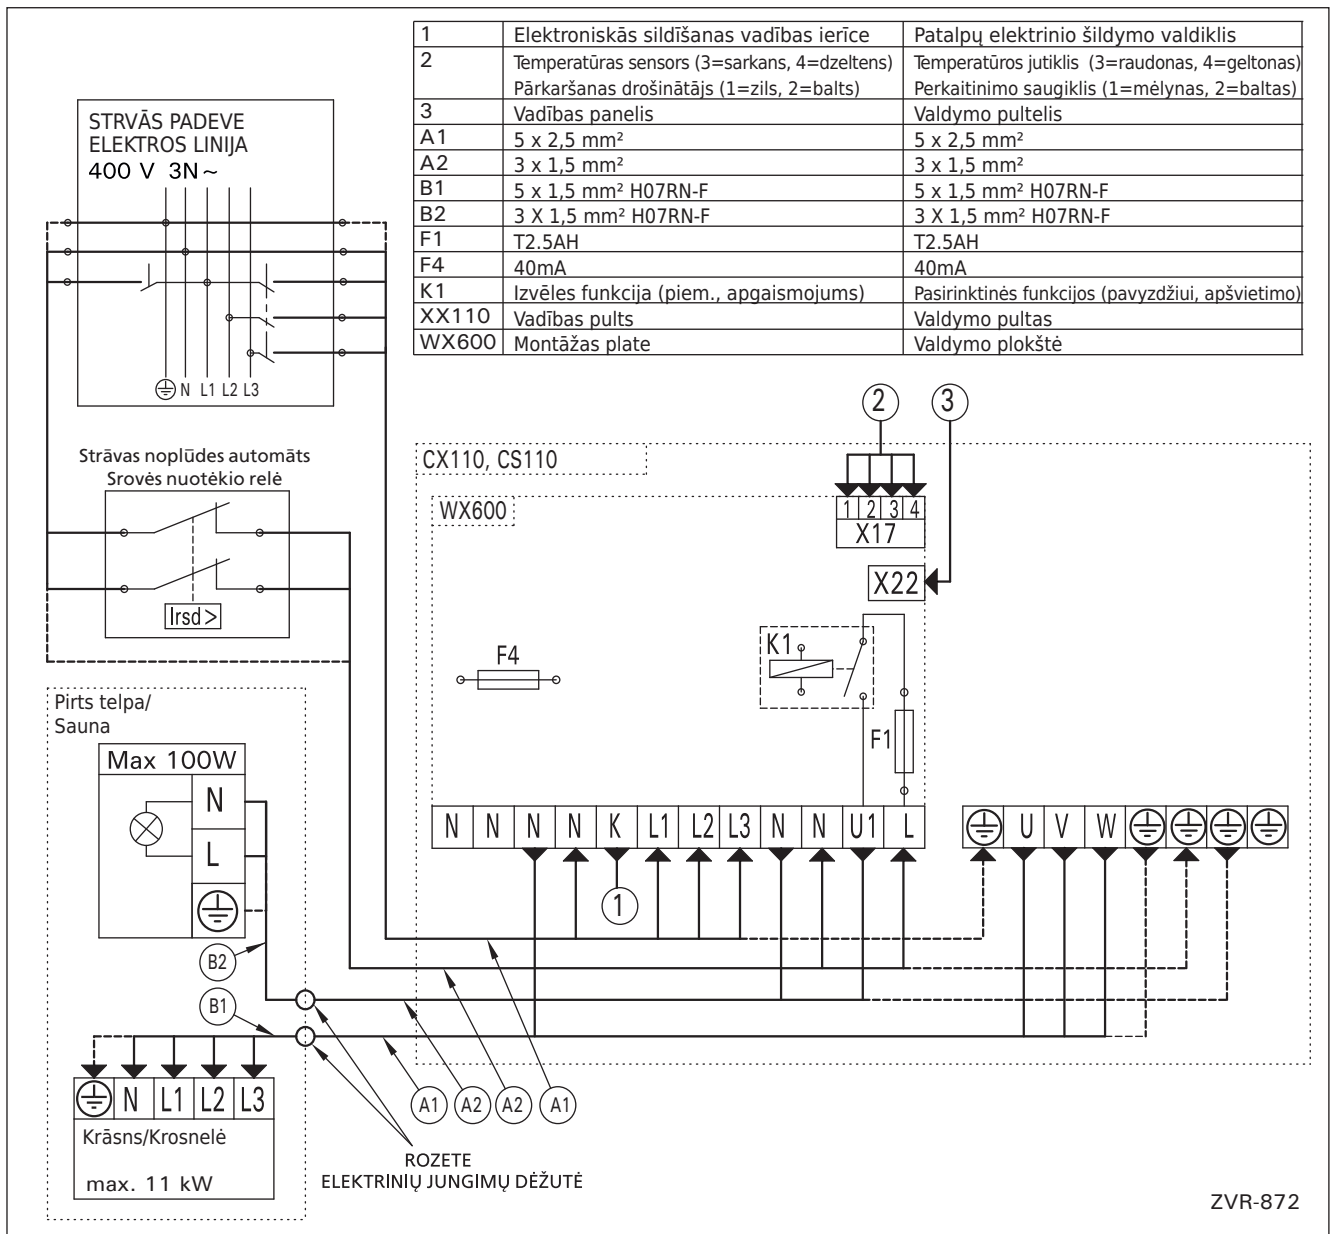 1 Elektroniskās sildīšanas vadības ierīce Patalpų elektrinio šildymo valdiklis
2 Temperatūras sensors (3=sarkans, 4=dzeltens) Temperatūros jutiklis (3=raudonas, 4=geltonas)
Pārkaršanas drošinātājs (1=zils, 2=balts) Perkaitinimo saugiklis (1=mėlynas, 2=baltas)
3 Vadības panelis Valdymo pultelis
A1 5 x 2,5 mm² 5 x 2,5 mm²
A2 3 x 1,5 mm² 3 x 1,5 mm²
B1 5 x 1,5 mm² H07RN-F 5 x 1,5 mm² H07RN-F
B2 3 X 1,5 mm² H07RN-F 3 X 1,5 mm² H07RN-F
F1 T2.5AH T2.5AH
F4 40mA 40mA
K1 Izvēles funkcija (piem., apgaismojums) Pasirinktinės funkcijos (pavyzdžiui, apšvietimo)
XX110 Vadības pults Valdymo pultas
WX600 Montāžas plate Valdymo plokštė
STRVĀS PADEVE
ELEKTROS LINIJA
400 V 3N~
N L1 L2 L3
Strāvas noplūdes automāts
Srovės nuotėkio relė
Irsd>
2 3
CX110, CS110
WX600
1 2 3 4
X17
X22
K1
F4
F1
N N N N K L1 L2 L3 N N U1 L
U V W
1
Pirts telpa/
Sauna
Max 100W
N
L
B2
B1
N L1 L2 L3
Krāsns/Krosnelė
max. 11 kW
A1 A2 A2 A1
ROZETE
ELEKTRINIŲ JUNGIMŲ DĖŽUTĖ
ZVR-872